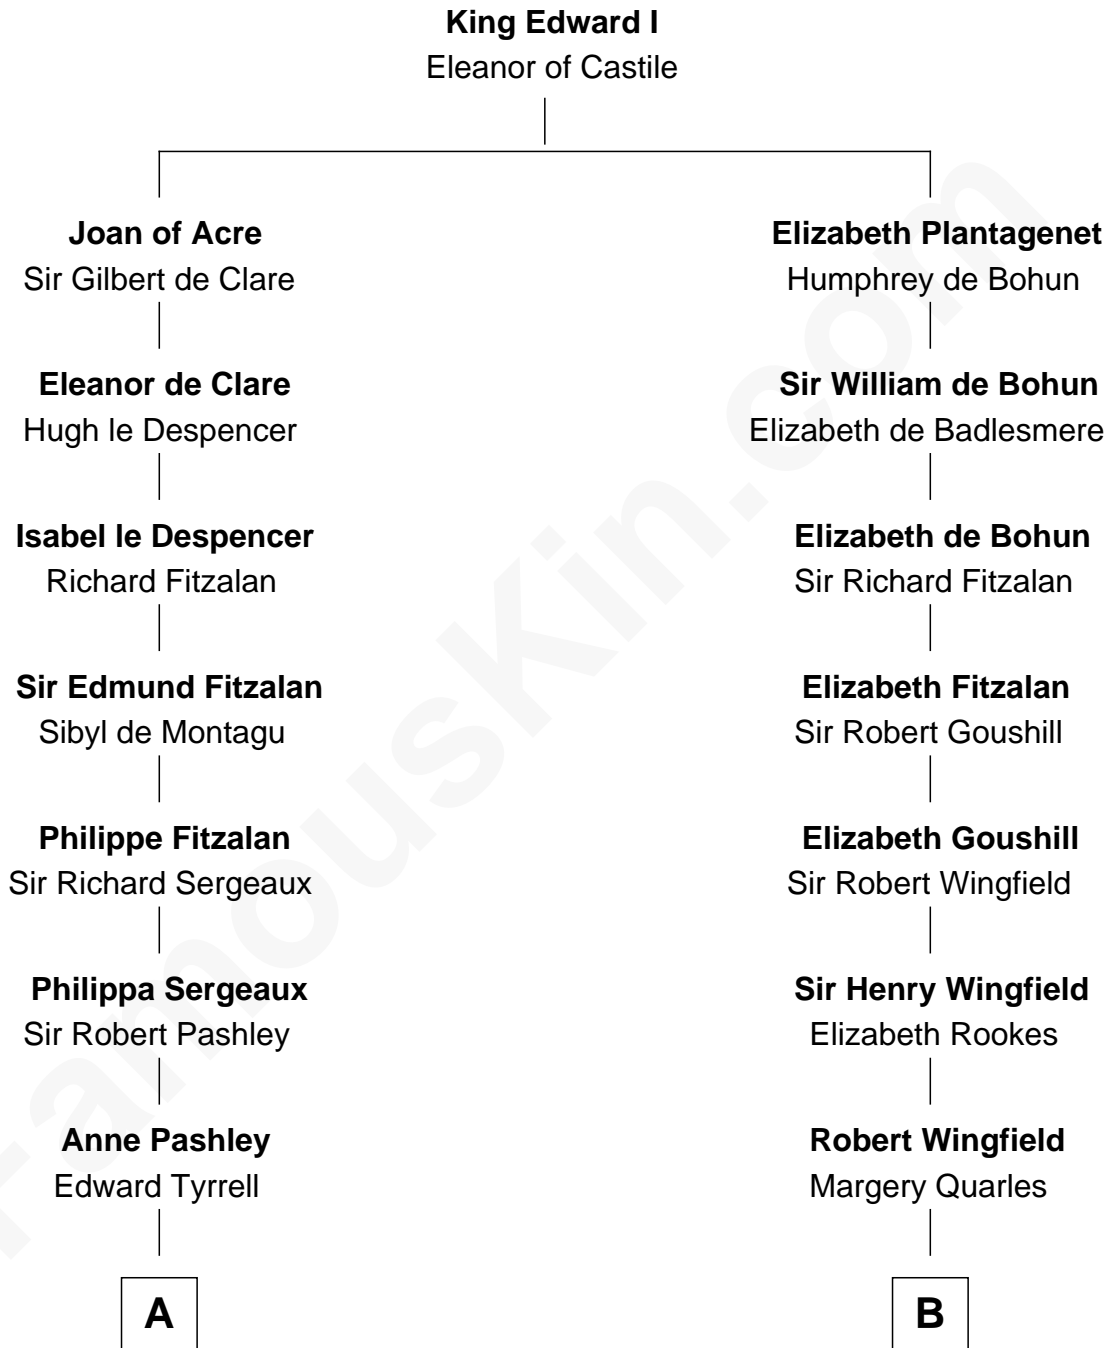 King Edward I
Eleanor of Castile
Joan of Acre
Sir Gilbert de Clare
Eleanor de Clare
Hugh le Despencer
Isabel le Despencer
Richard Fitzalan
Sir Edmund Fitzalan
Sibyl de Montagu
Philippe Fitzalan
Sir Richard Sergeaux
Philippa Sergeaux
Sir Robert Pashley
Anne Pashley
Edward Tyrrell
A
Elizabeth Plantagenet
Humphrey de Bohun
Sir William de Bohun
Elizabeth de Badlesmere
Elizabeth de Bohun
Sir Richard Fitzalan
Elizabeth Fitzalan
Sir Robert Goushill
Elizabeth Goushill
Sir Robert Wingfield
Sir Henry Wingfield
Elizabeth Rookes
Robert Wingfield
Margery Quarles
B
FamousKin.com